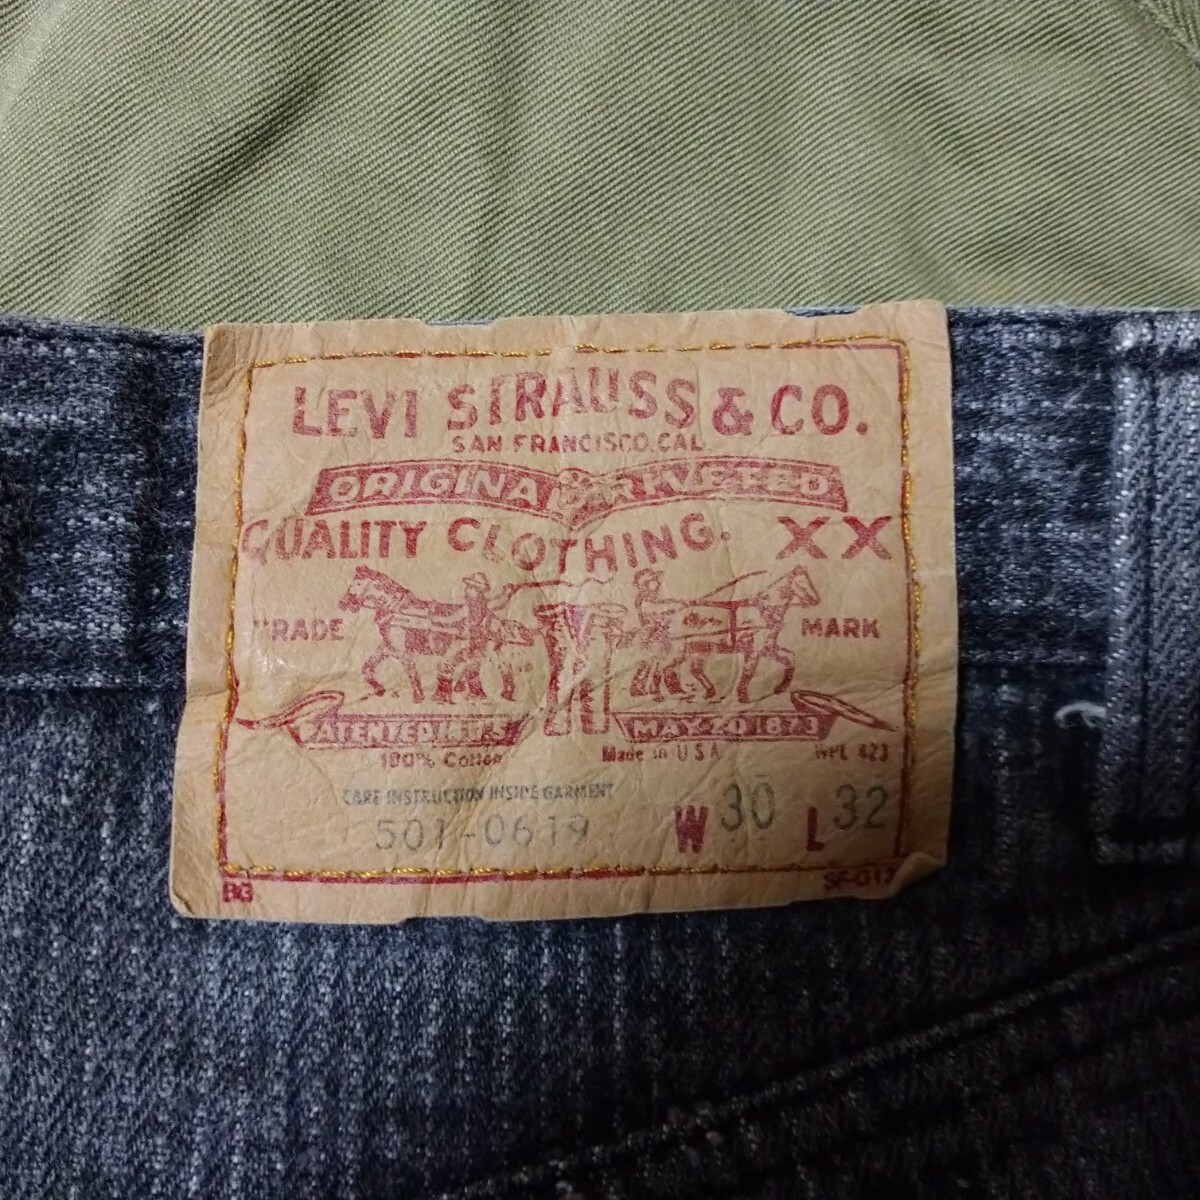 LEVI STRAUSS & CO.
SAN FRANCISCO, CAL
ORIGINAL RIVETED
QUALITY CLOTHING. XX
TRADE MARK
PATENTED IN U.S. MAY 20 1873
100% Cotton Made in U S A WPL 423
CARE INSTRUCTION INSIDE GARMENT
501-0619 W 30 L 32
BG